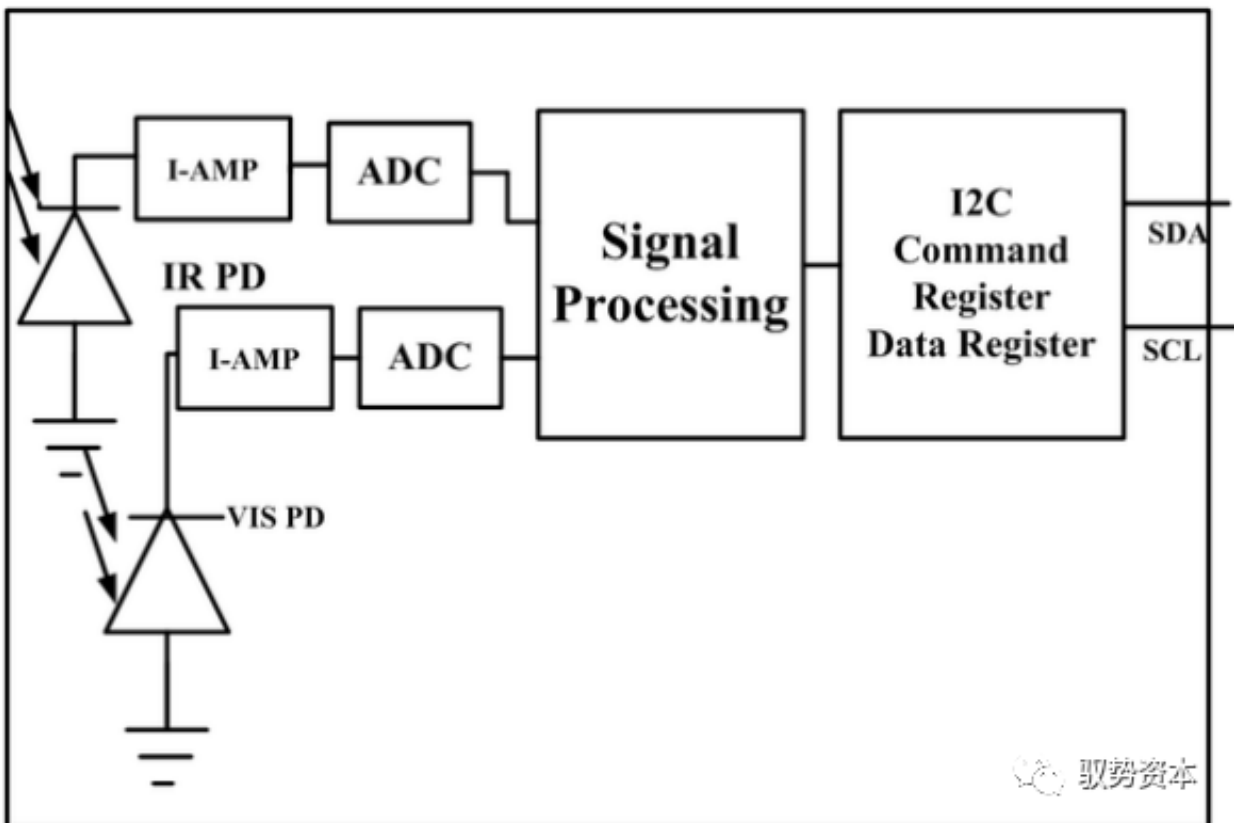 I-AMP
ADC
IR PD
I-AMP
ADC
VIS PD
Signal
Processing
I2C
Command
Register
Data Register
SDA
SCL
驭势资本